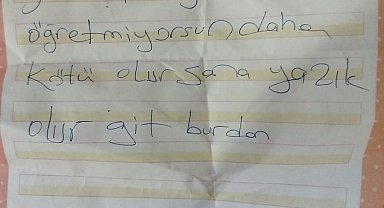 öğretmiyorsun daha
kötü olur sana yazık
olur git burdan